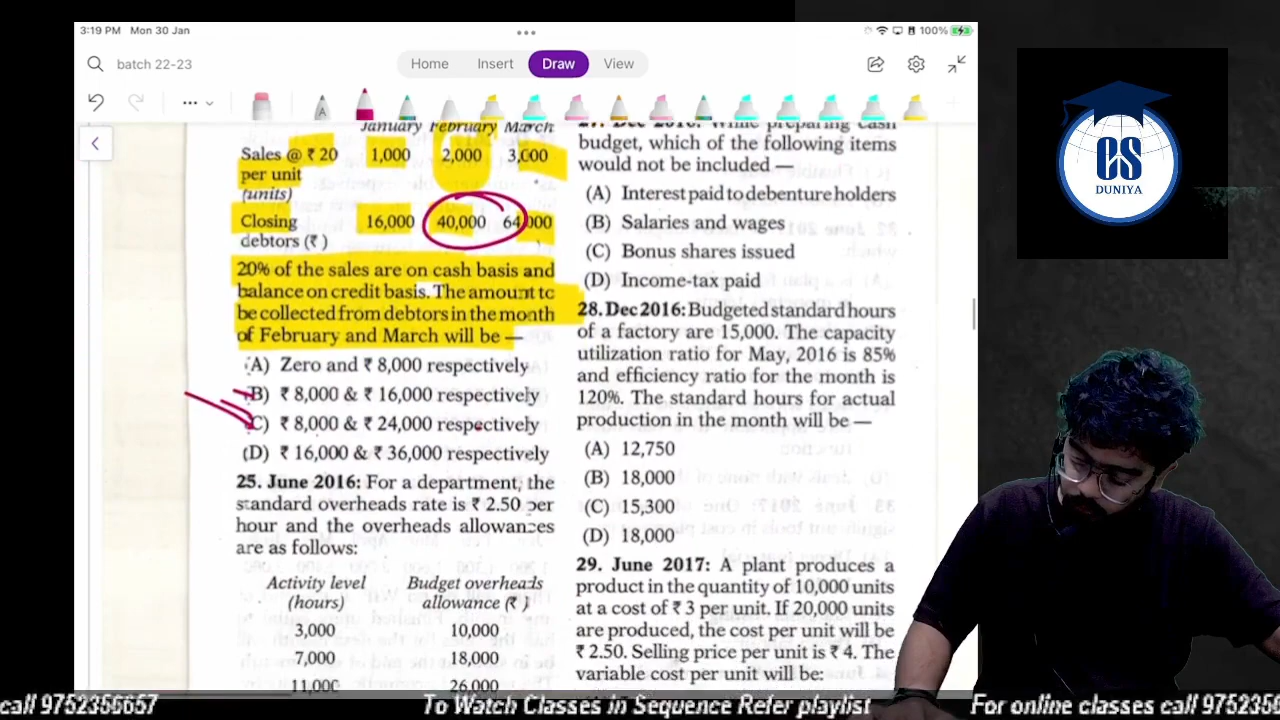 3:19 PM Mon 30 Jan
100%
batch 22-23
Home Insert Draw View
January February March
Sales @ ₹ 20 1,000 2,000 3,000
per unit
(units)
Closing 16,000 40,000 64,000
debtors (₹)
20% of the sales are on cash basis and
balance on credit basis. The amount to
be collected from debtors in the month
of February and March will be —
(A) Zero and ₹ 8,000 respectively
(B) ₹ 8,000 & ₹ 16,000 respectively
(C) ₹ 8,000 & ₹ 24,000 respectively
(D) ₹ 16,000 & ₹ 36,000 respectively
25. June 2016: For a department, the
standard overheads rate is ₹ 2.50 per
hour and the overheads allowances
are as follows:
Activity level Budget overheads
(hours) allowance (₹)
3,000 10,000
7,000 18,000
11,000 26,000
27. Dec 2016: While preparing cash
budget, which of the following items
would not be included —
(A) Interest paid to debenture holders
(B) Salaries and wages
(C) Bonus shares issued
(D) Income-tax paid
28. Dec 2016: Budgeted standard hours
of a factory are 15,000. The capacity
utilization ratio for May, 2016 is 85%
and efficiency ratio for the month is
120%. The standard hours for actual
production in the month will be —
(A) 12,750
(B) 18,000
(C) 15,300
(D) 18,000
29. June 2017: A plant produces a
product in the quantity of 10,000 units
at a cost of ₹ 3 per unit. If 20,000 units
are produced, the cost per unit will be
₹ 2.50. Selling price per unit is ₹ 4. The
variable cost per unit will be:
CS
DUNIYA
call 9752356657 To Watch Classes in Sequence Refer playlist For online classes call 975235